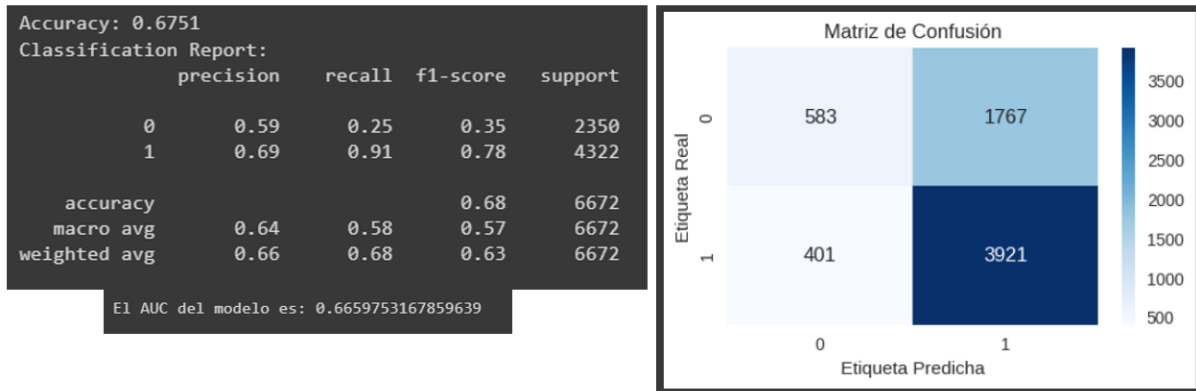 Accuracy: 0.6751
Classification Report:
precision recall f1-score support
0 0.59 0.25 0.35 2350
1 0.69 0.91 0.78 4322
accuracy 0.68 6672
macro avg 0.64 0.58 0.57 6672
weighted avg 0.66 0.68 0.63 6672
El AUC del modelo es: 0.6659753167859639
Matriz de Confusión
Etiqueta Real
0
1
583 1767
401 3921
0 1
Etiqueta Predicha
3500
3000
2500
2000
1500
1000
500